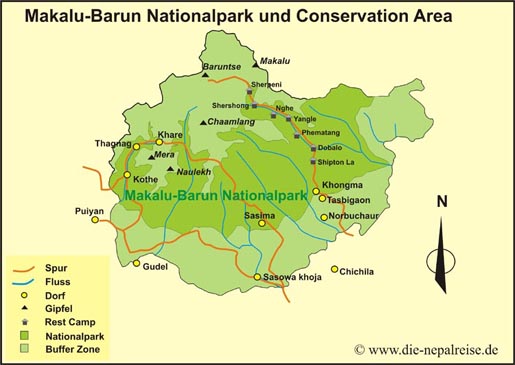 Makalu-Barun Nationalpark und Conservation Area
Makalu
Baruntse
Sherpeni
Shershong
Nghe
Yangle
Chaamlang
Phematang
Khare
Thagnag
Dobalo
Mera
Shipton La
Naulekh
Kothe
Khongma
Makalu-Barun Nationalpark
Tasbigaon
Puiyan
Sasima
Norbuchaur
N
Gudel
Chichila
Sasowa khoja
Spur
Fluss
Dorf
Gipfel
Rest Camp
Nationalpark
Buffer Zone
© www.die-nepalreise.de